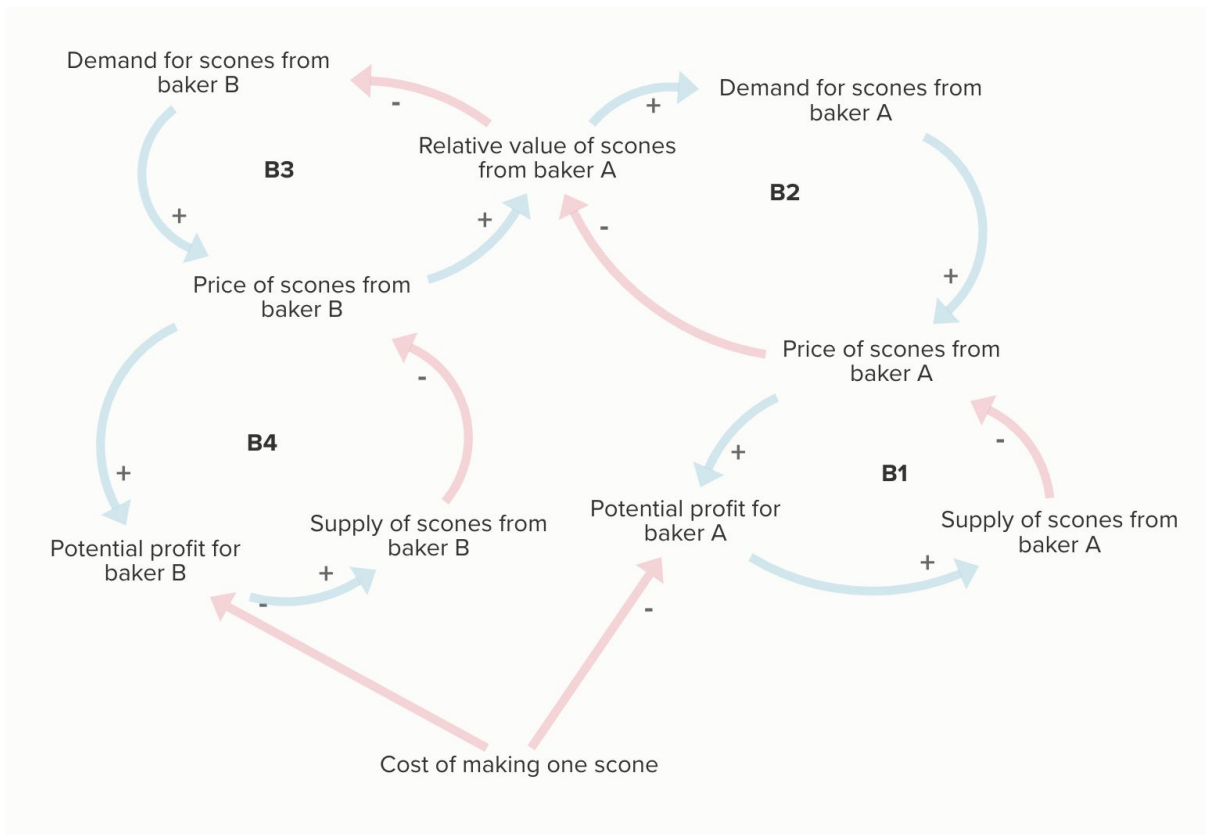 Demand for scones from
baker B
-
+
Demand for scones from
baker A
Relative value of scones
from baker A
B3
B2
+
+
-
Price of scones from
baker B
+
Price of scones from
baker A
-
B4
+
-
B1
+
Potential profit for
baker A
Supply of scones from
baker A
Supply of scones from
baker B
Potential profit for
baker B
+
+
-
-
Cost of making one scone